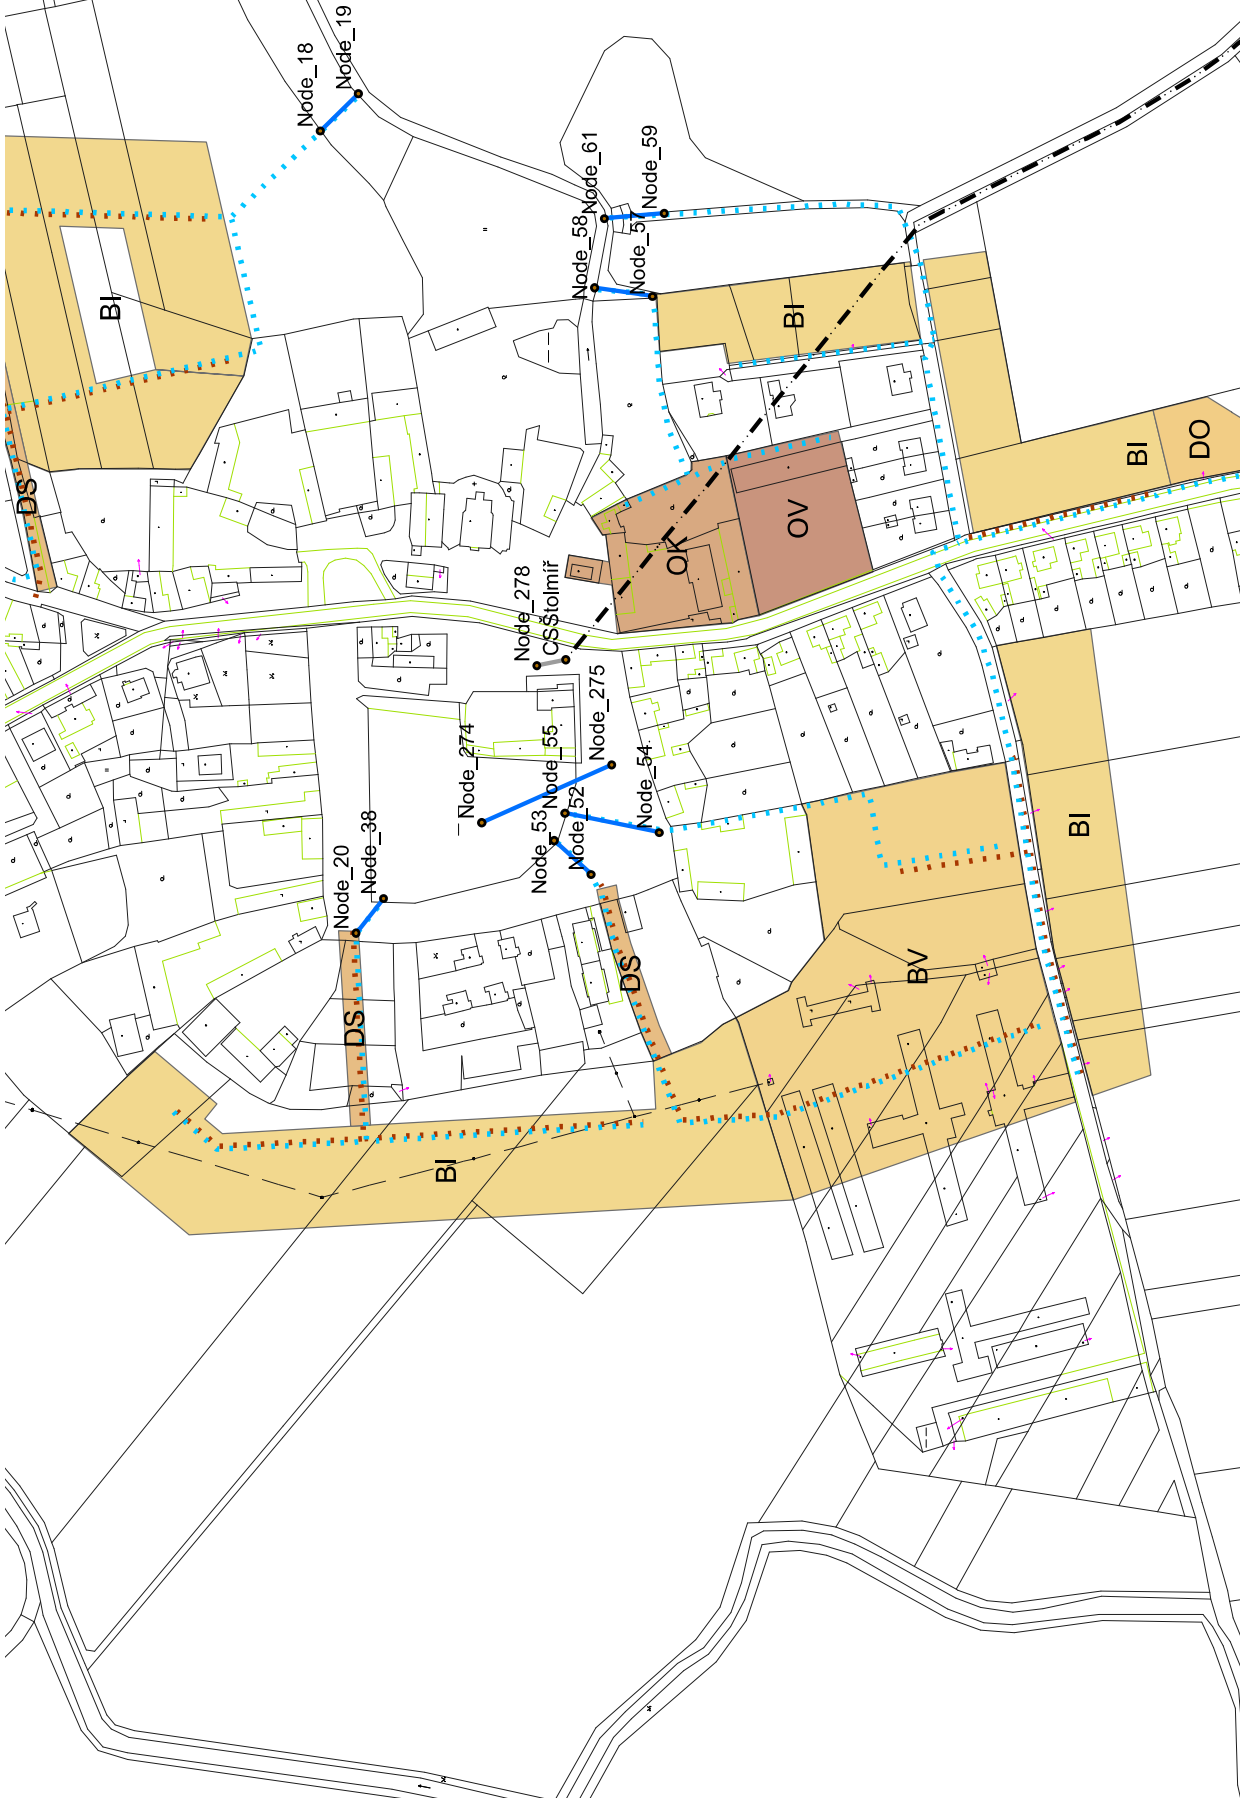 Node_19
Node_18
Node_61
Node_59
Node_58
Node_57
BI
BI
DS
BI
DO
OV
OK
Node_278
CSStolmíř
Node_275
Node_274
Node_55
Node_54
Node_53
Node_52
Node_20
Node_38
BI
DS
BV
DS
BI